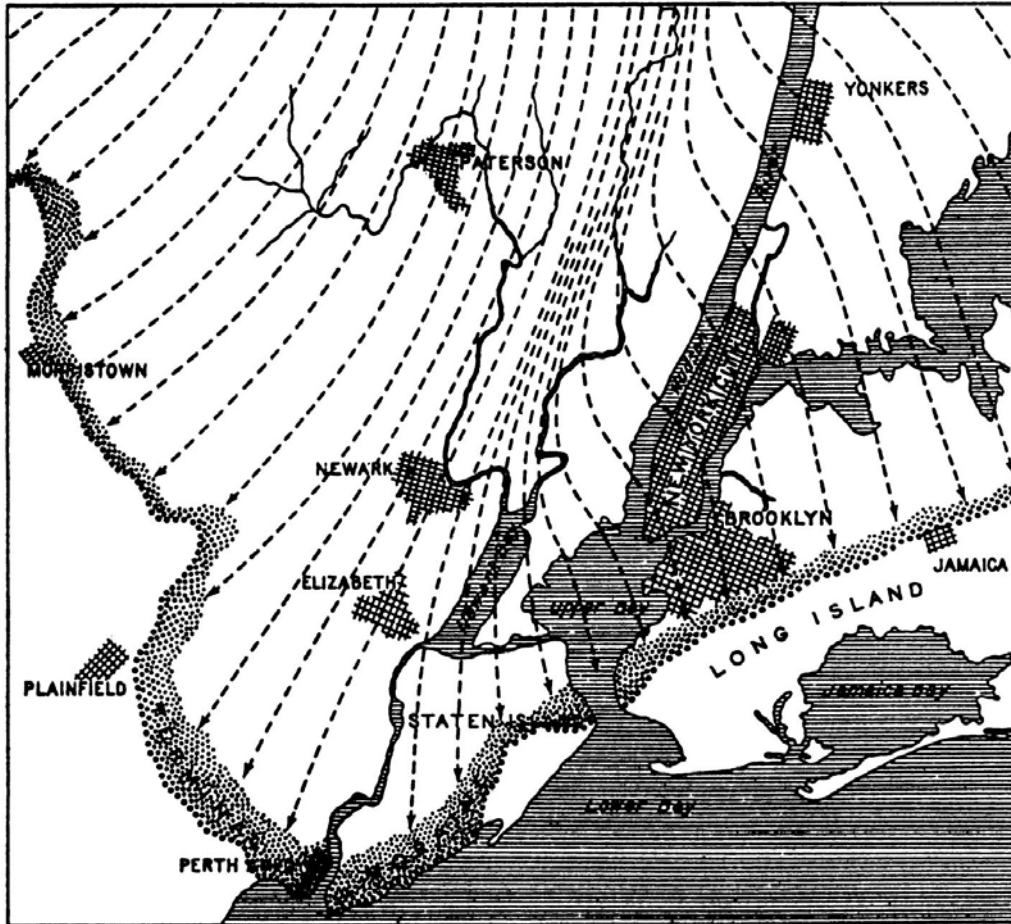 YONKERS
PATERSON
MORRISTOWN
NEWARK
NEW YORK CITY
BROOKLYN
JAMAICA
ELIZABETH
Upper bay
LONG ISLAND
PLAINFIELD
Jamaica bay
STATEN ISLAND
Lower bay
PERTH